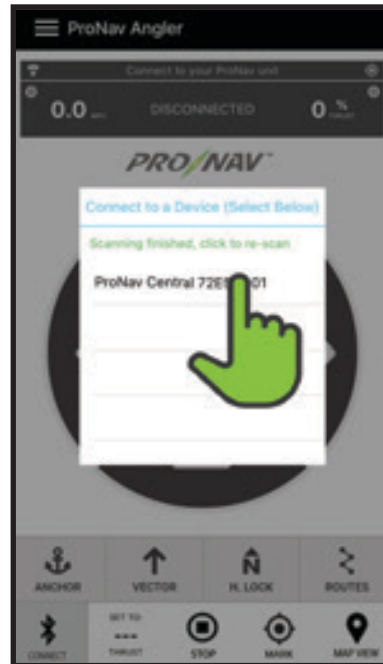 ProNav Angler
Connect to your ProNav unit
0.0 DISCONNECTED 0 %
THRUST
PRO NAV™
Connect to a Device (Select Below)
Scanning finished, click to re-scan
ProNav Central 01
ANCHOR VECTOR H. LOCK ROUTES
SET TO:
---
CONNECT THRUST STOP MARK MAP VIEW